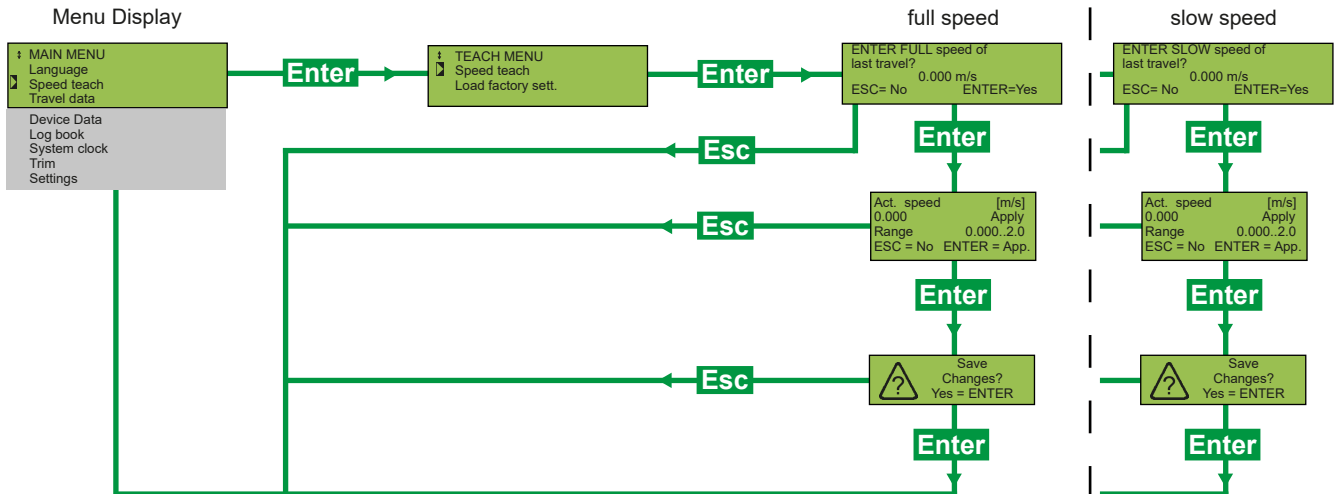 Menu Display
full speed
slow speed
MAIN MENU
Language
Speed teach
Travel data
Device Data
Log book
System clock
Trim
Settings
Enter
TEACH MENU
Speed teach
Load factory sett.
Enter
ENTER FULL speed of
last travel?
0.000 m/s
ESC= No ENTER=Yes
Enter
Esc
Act. speed [m/s]
0.000 Apply
Range 0.000..2.0
ESC = No ENTER = App.
Esc
Enter
? Save
Changes?
Yes = ENTER
Esc
Enter
ENTER SLOW speed of
last travel?
0.000 m/s
ESC= No ENTER=Yes
Enter
Act. speed [m/s]
0.000 Apply
Range 0.000..2.0
ESC = No ENTER = App.
Enter
? Save
Changes?
Yes = ENTER
Enter